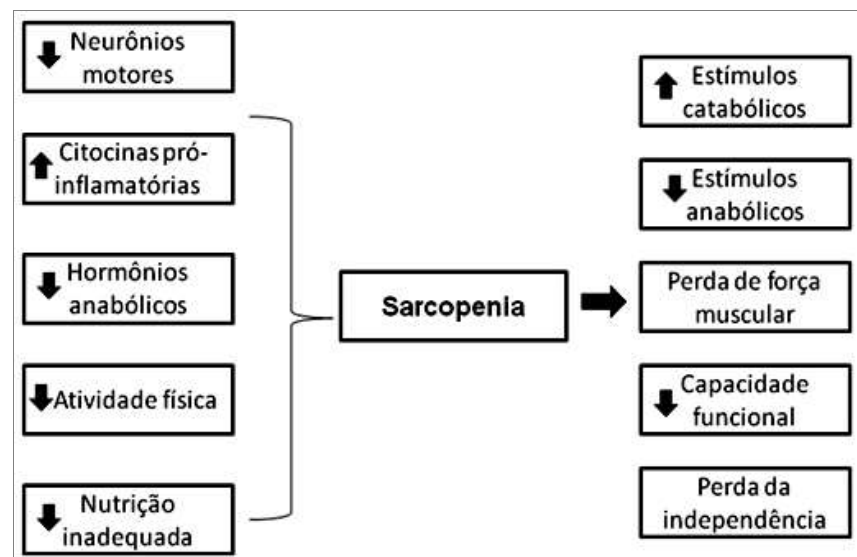 Neurônios
motores
Citocinas pró-
inflamatórias
Hormônios
anabólicos
Atividade física
Nutrição
inadequada
Sarcopenia
Estímulos
catabólicos
Estímulos
anabólicos
Perda de força
muscular
Capacidade
funcional
Perda da
independência